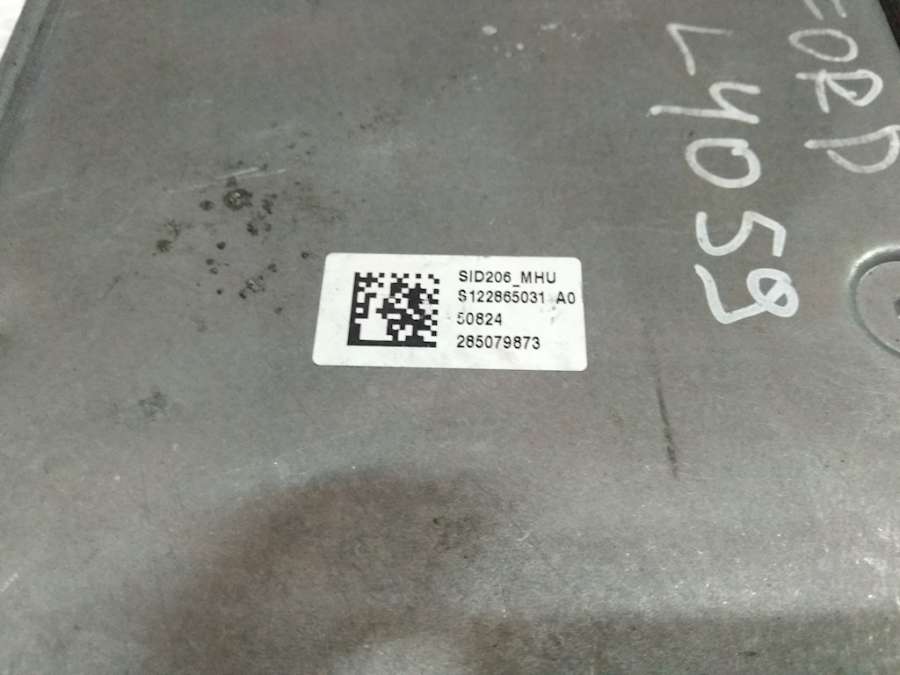 FORD
L4059
SID206_MHU
S122865031 A0
50824
285079873